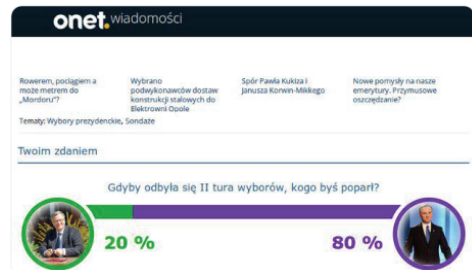 onet.wiadomości
Rowerem, pociągiem a
może metrem do
„Mordoru"?
Wybrano
podwykonawców dostaw
konstrukcji stalowych do
Elektrowni Opole
Spór Pawła Kukiza i
Janusza Korwin-Mikkego
Nowe pomysły na nasze
emerytury. Przymusowe
oszczędzanie?
Tematy: Wybory prezydenckie, Sondaże
Twoim zdaniem
Gdyby odbyła się II tura wyborów, kogo byś poparł?
20 %
80 %